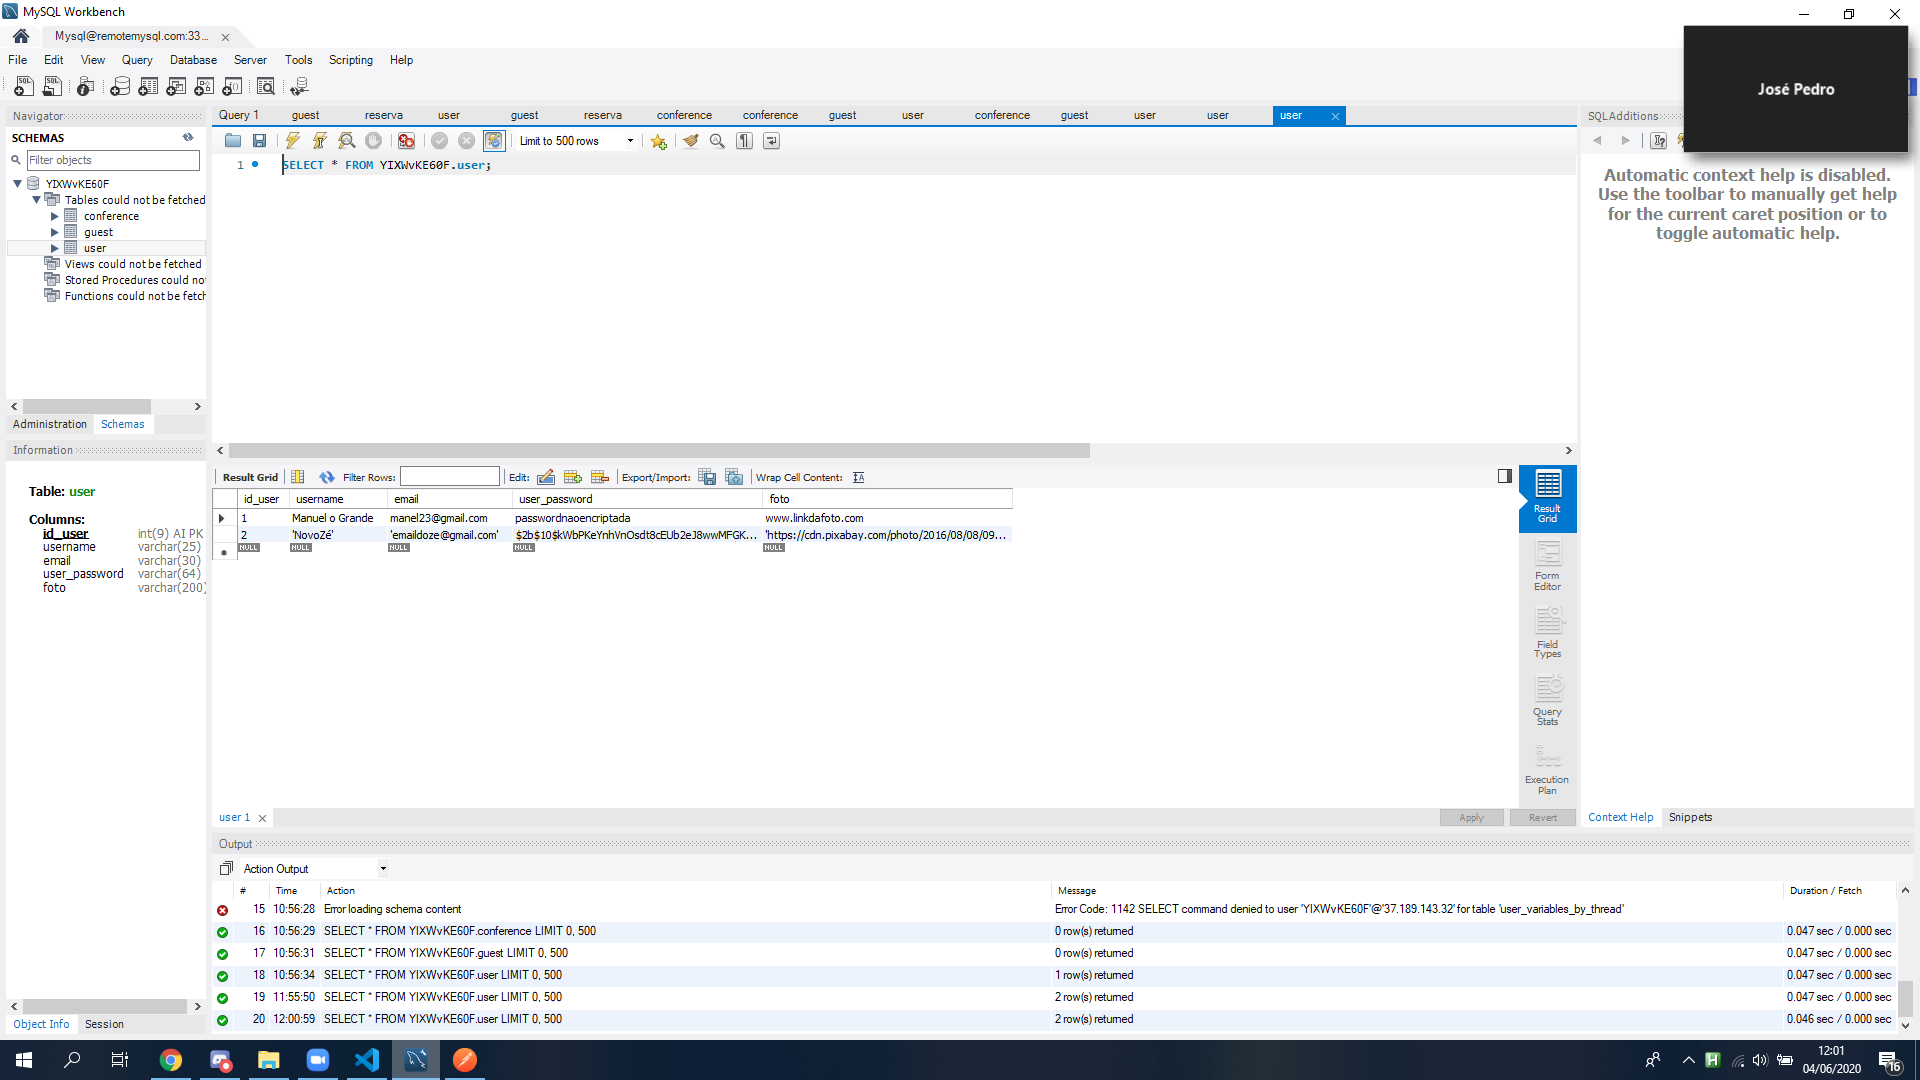 MySQL Workbench
Mysql@remotemysql.com:33...
File Edit View Query Database Server Tools Scripting Help
José Pedro
Navigator
SCHEMAS
Filter objects
YIXWvKE60F
Tables could not be fetched
conference
guest
user
Views could not be fetched
Stored Procedures could not
Functions could not be fetch
Administration Schemas
Information
Table: user
Columns:
id_user int(9) AI PK
username varchar(25)
email varchar(30)
user_password varchar(64)
foto varchar(200)
Object Info Session
Query 1 guest reserva user guest reserva conference conference guest user conference guest user user user
Limit to 500 rows
1 SELECT * FROM YIXWvKE60F.user;
Result Grid Filter Rows: Edit: Export/Import: Wrap Cell Content:
id_user username email user_password foto
1 Manuel o Grande manel23@gmail.com passwordnaoencriptada www.linkdafoto.com
2 'NovoZé' 'emaildoze@gmail.com' $2b$10$kWbPKeYnhVnOsdt8cEUb2eJ8wwMFGK... 'https://cdn.pixabay.com/photo/2016/08/08/09...
NULL NULL NULL NULL NULL
Result Grid
Form Editor
Field Types
Query Stats
Execution Plan
user 1
Apply Revert
SQLAdditions
Automatic context help is disabled.
Use the toolbar to manually get help
for the current caret position or to
toggle automatic help.
Context Help Snippets
Output
Action Output
# Time Action Message Duration / Fetch
15 10:56:28 Error loading schema content Error Code: 1142 SELECT command denied to user 'YIXWvKE60F'@'37.189.143.32' for table 'user_variables_by_thread'
16 10:56:29 SELECT * FROM YIXWvKE60F.conference LIMIT 0, 500 0 row(s) returned 0.047 sec / 0.000 sec
17 10:56:31 SELECT * FROM YIXWvKE60F.guest LIMIT 0, 500 0 row(s) returned 0.047 sec / 0.000 sec
18 10:56:34 SELECT * FROM YIXWvKE60F.user LIMIT 0, 500 1 row(s) returned 0.047 sec / 0.000 sec
19 11:55:50 SELECT * FROM YIXWvKE60F.user LIMIT 0, 500 2 row(s) returned 0.047 sec / 0.000 sec
20 12:00:59 SELECT * FROM YIXWvKE60F.user LIMIT 0, 500 2 row(s) returned 0.046 sec / 0.000 sec
12:01
04/06/2020
16